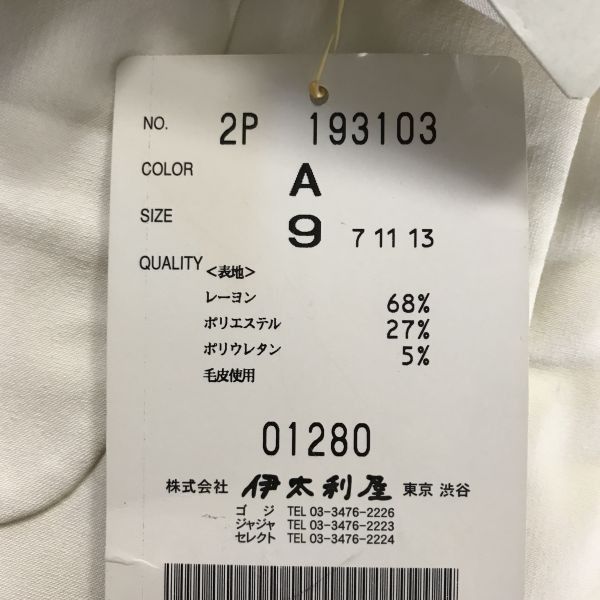 NO. 2P 193103
COLOR A
SIZE 9 7 11 13
QUALITY <表地>
レーヨン 68%
ポリエステル 27%
ポリウレタン 5%
毛皮使用
01280
株式会社 伊太利屋 東京 渋谷
ゴジ TEL 03-3476-2226
ジャジャ TEL 03-3476-2223
セレクト TEL 03-3476-2224